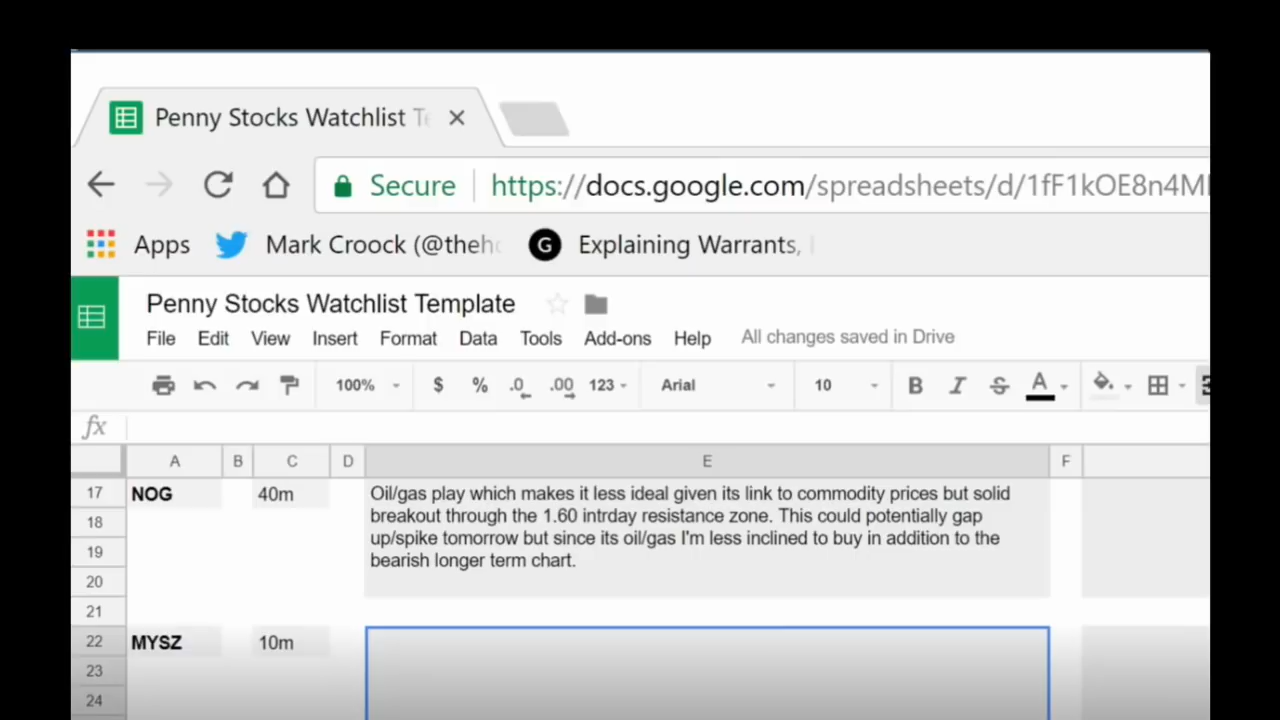 Penny Stocks Watchlist
Secure https://docs.google.com/spreadsheets/d/1fF1kOE8n4M
Apps Mark Croock (@theho G Explaining Warrants,
Penny Stocks Watchlist Template
File Edit View Insert Format Data Tools Add-ons Help All changes saved in Drive
100% $ % .0 .00 123 Arial 10 B I S A
fx
A B C D E F
17 NOG 40m Oil/gas play which makes it less ideal given its link to commodity prices but solid
18 breakout through the 1.60 intrday resistance zone. This could potentially gap
19 up/spike tomorrow but since its oil/gas I'm less inclined to buy in addition to the
20 bearish longer term chart.
21
22 MYSZ 10m
23
24